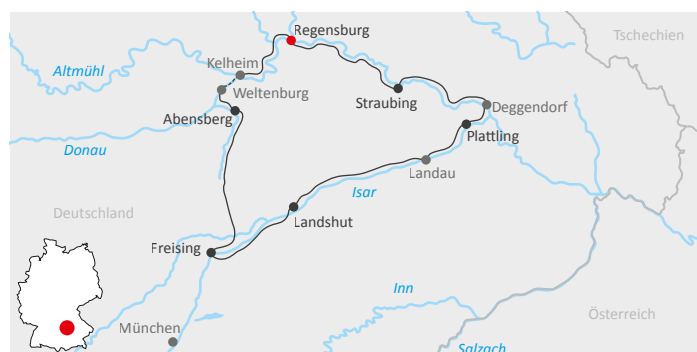 Regensburg
Tschechien
Kelheim
Altmühl
Weltenburg
Straubing
Deggendorf
Abensberg
Plattling
Donau
Landau
Isar
Deutschland
Landshut
Freising
Inn
Österreich
München
Salzach